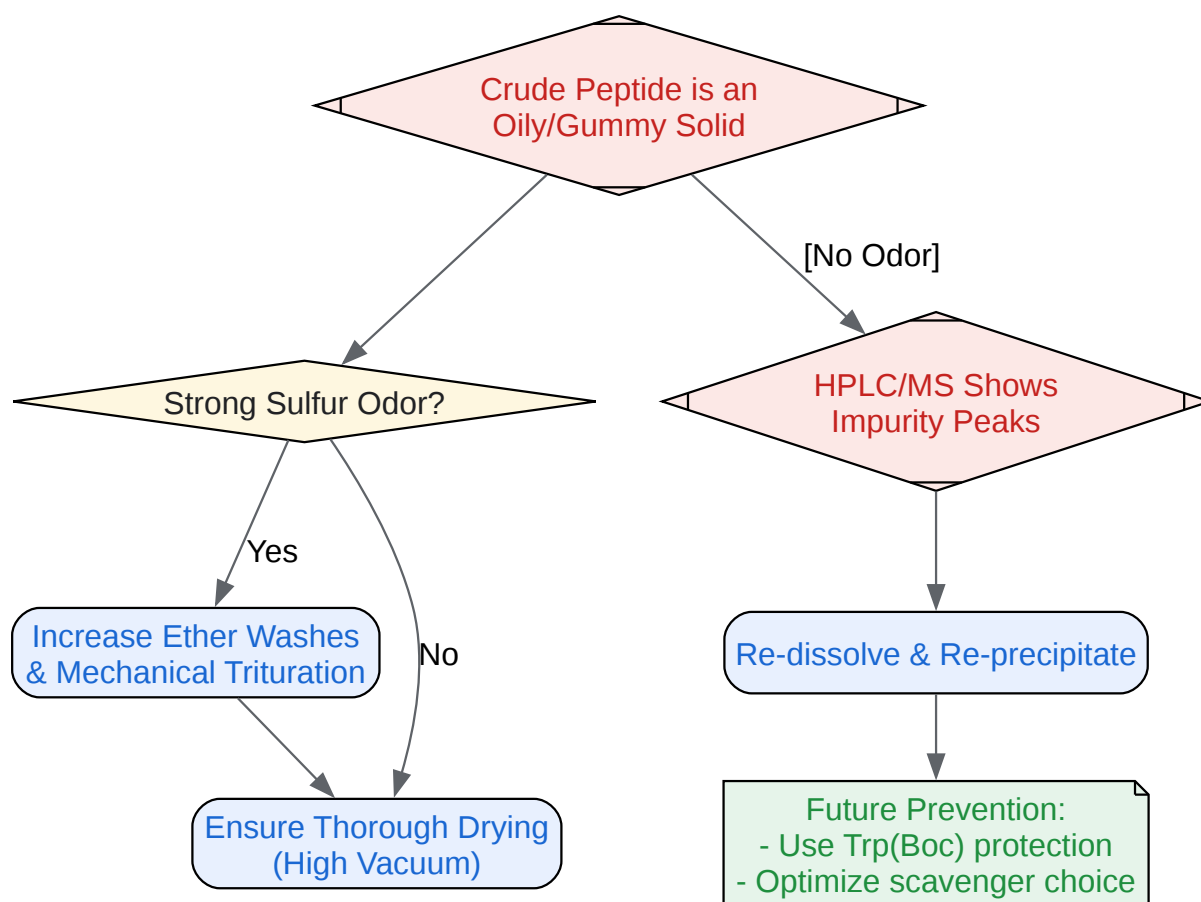 Crude Peptide is an
Oily/Gummy Solid
[No Odor]
Strong Sulfur Odor?
HPLC/MS Shows
Impurity Peaks
Yes
No
Increase Ether Washes
& Mechanical Trituration
Re-dissolve & Re-precipitate
Ensure Thorough Drying
(High Vacuum)
Future Prevention:
- Use Trp(Boc) protection
- Optimize scavenger choice